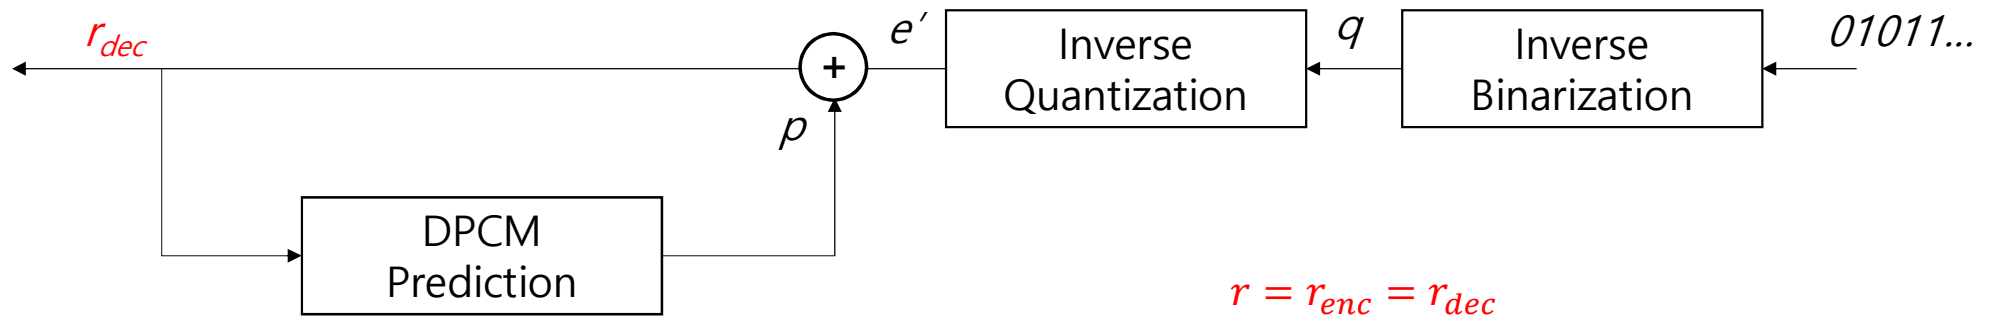 r_dec
+
e′
Inverse
Quantization
q
Inverse
Binarization
01011...
p
DPCM
Prediction
r = r_enc = r_dec